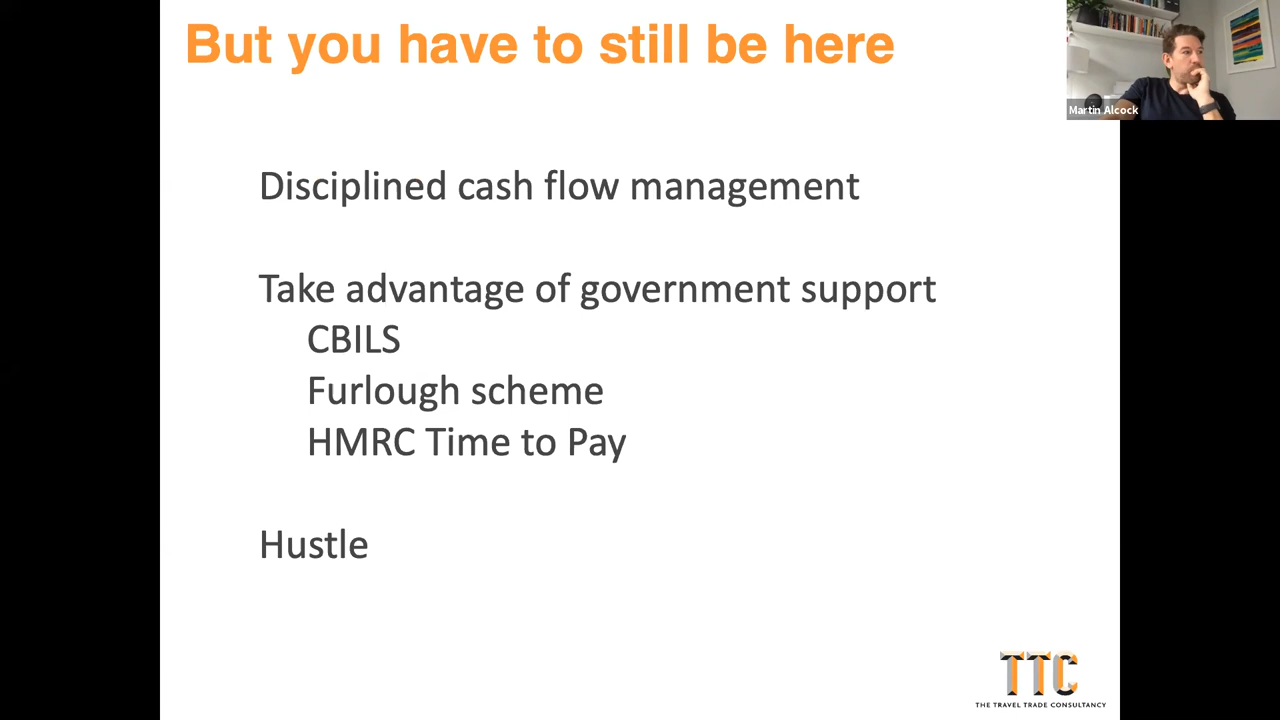 But you have to still be here
Martin Alcock
Disciplined cash flow management
Take advantage of government support
CBILS
Furlough scheme
HMRC Time to Pay
Hustle
TTC
THE TRAVEL TRADE CONSULTANCY